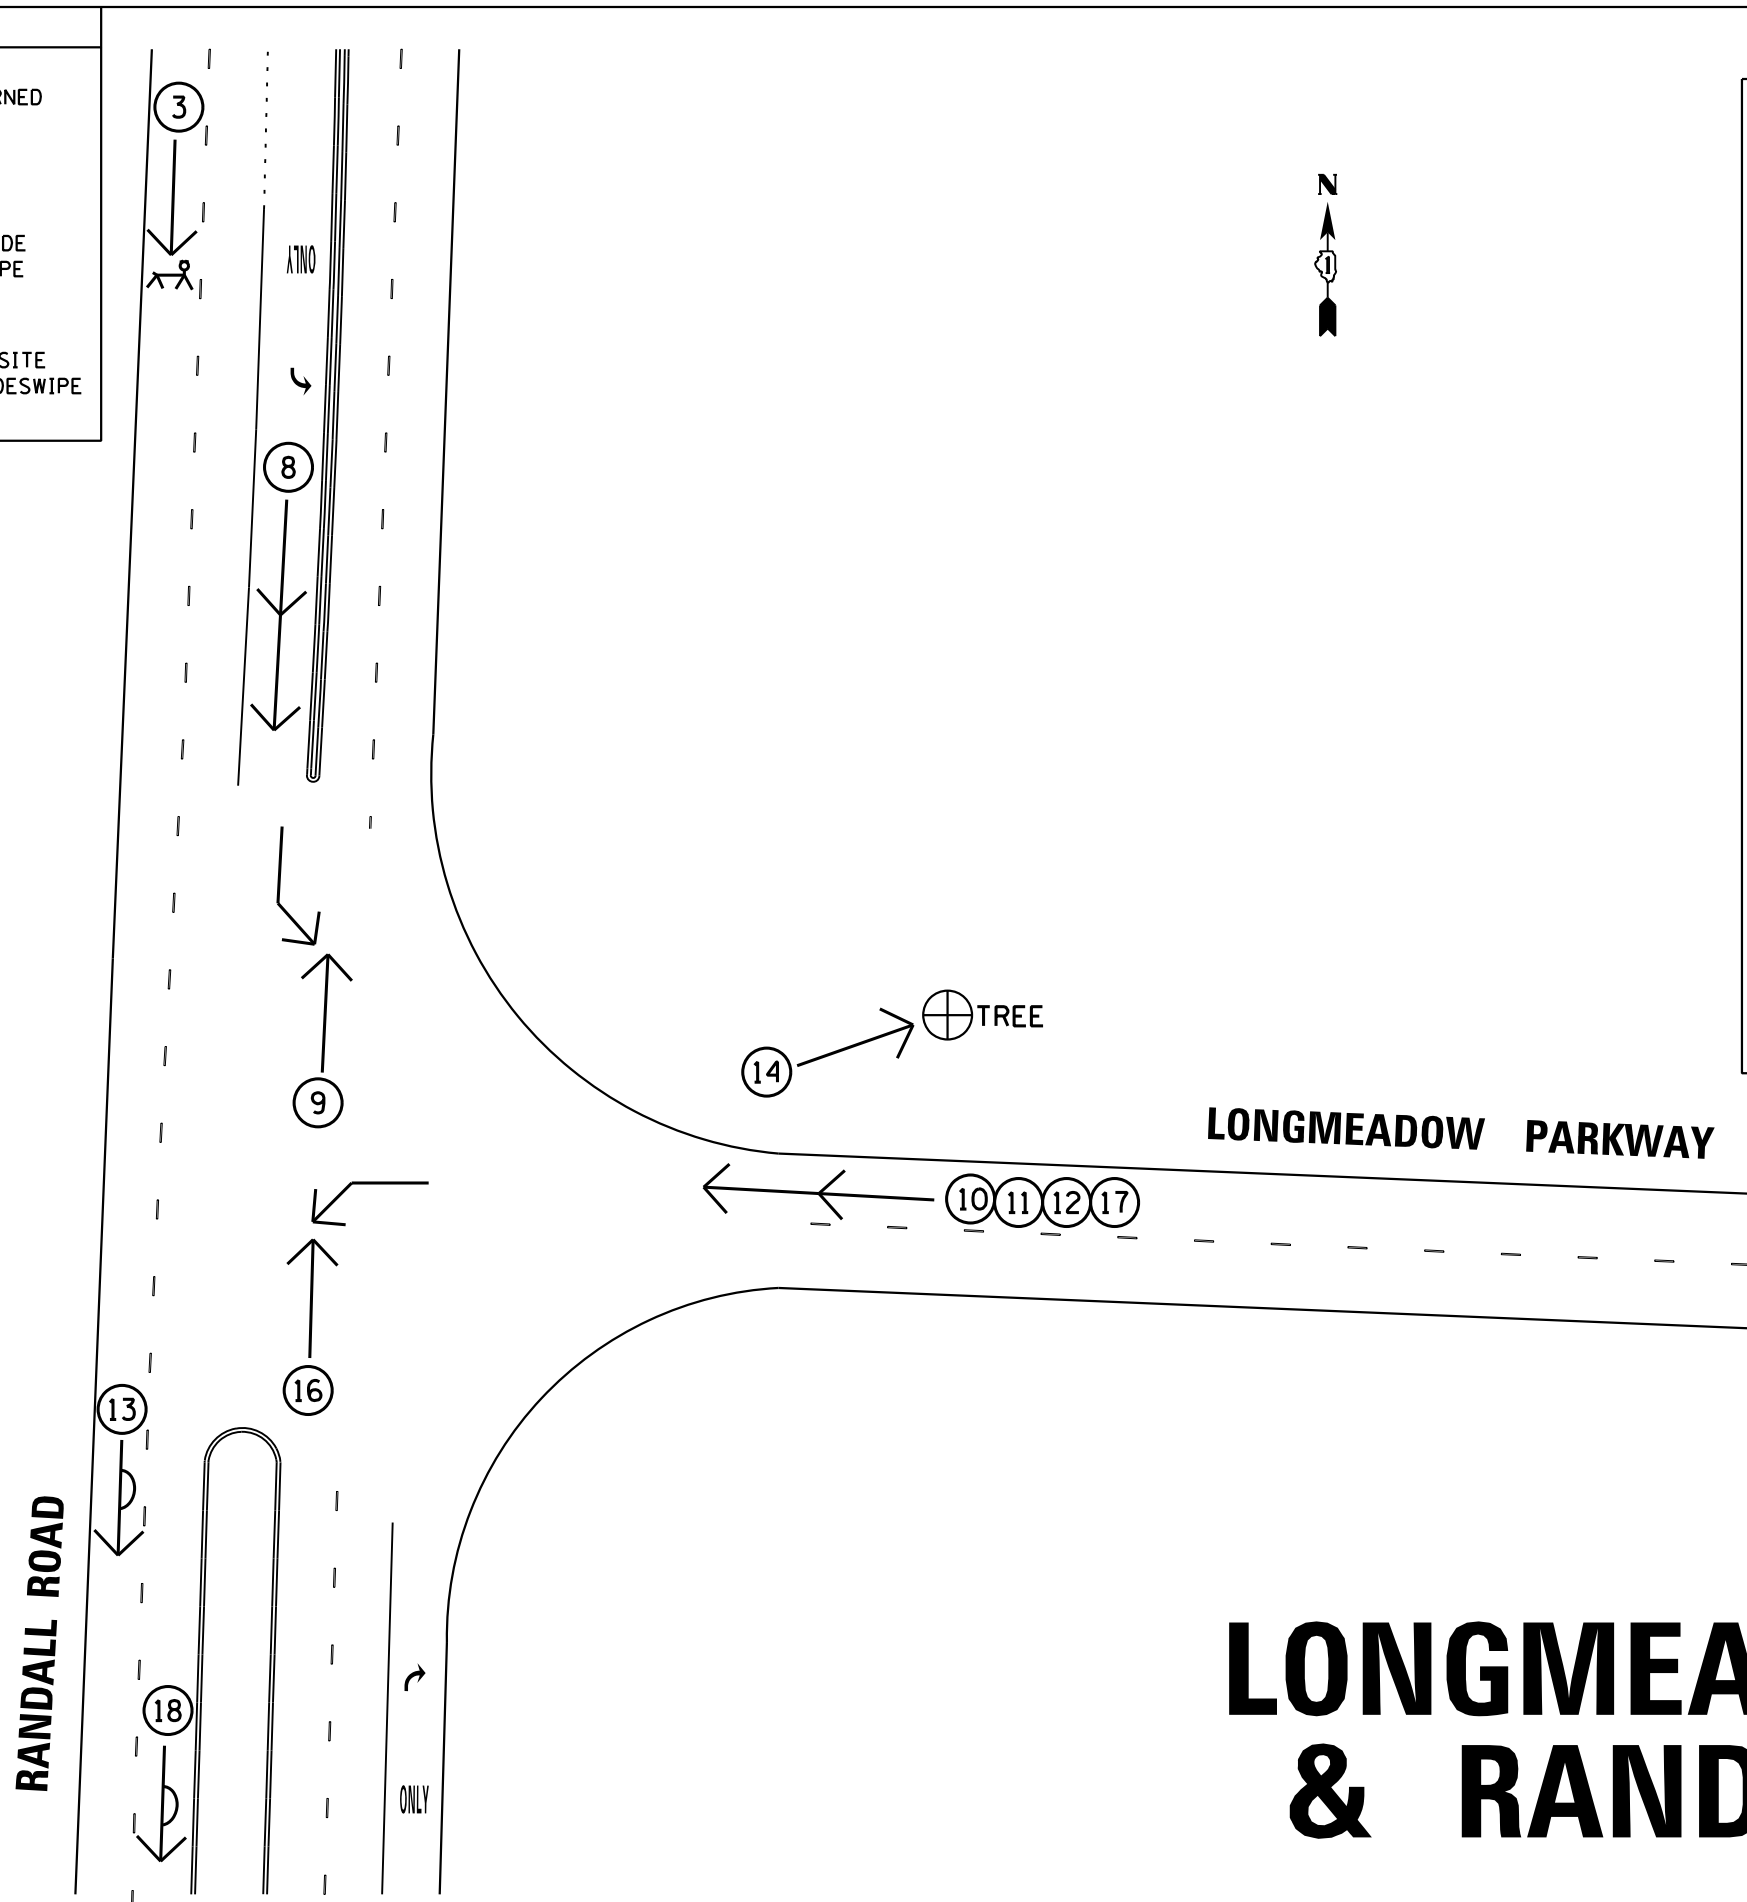 RNED
DE
PE
SITE
DESWIPE
3
ONLY
8
N
1
9
TREE
14
LONGMEADOW PARKWAY
10 11 12 17
16
13
RANDALL ROAD
18
ONLY
LONGMEA
& RAND